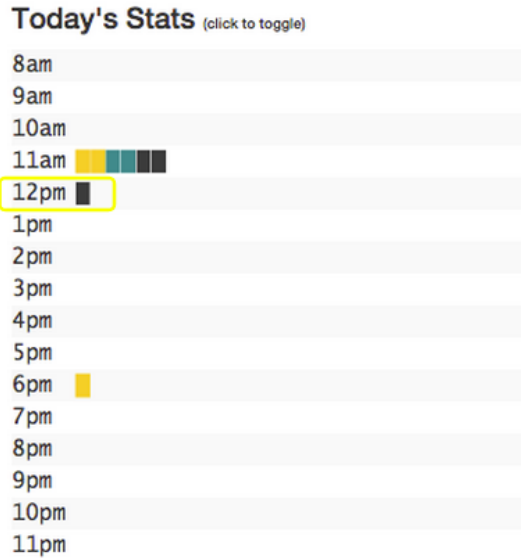 Today's Stats (click to toggle)
8am
9am
10am
11am
12pm
1pm
2pm
3pm
4pm
5pm
6pm
7pm
8pm
9pm
10pm
11pm